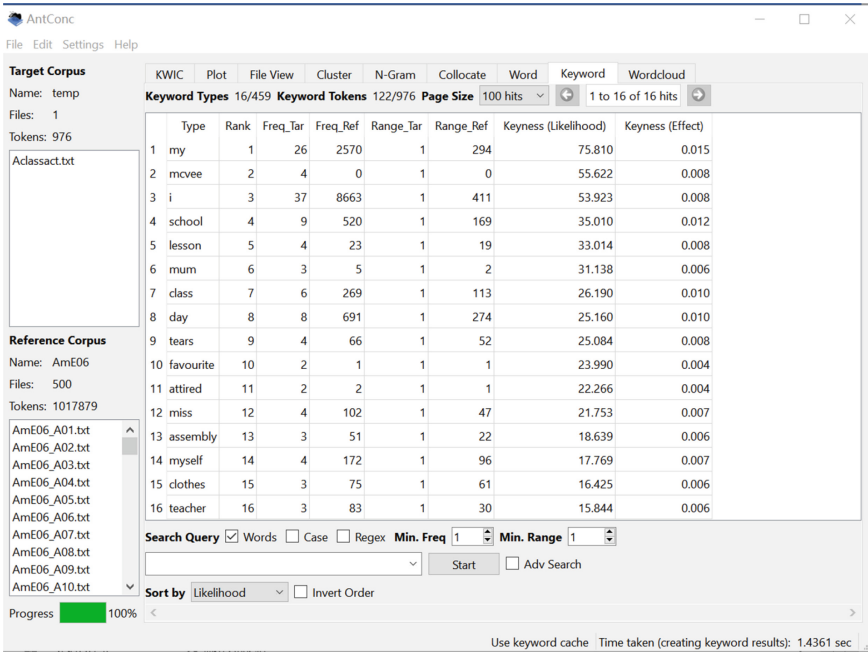 AntConc
File Edit Settings Help
Target Corpus
Name: temp
Files: 1
Tokens: 976
Aclassact.txt
Reference Corpus
Name: AmE06
Files: 500
Tokens: 1017879
AmE06_A01.txt
AmE06_A02.txt
AmE06_A03.txt
AmE06_A04.txt
AmE06_A05.txt
AmE06_A06.txt
AmE06_A07.txt
AmE06_A08.txt
AmE06_A09.txt
AmE06_A10.txt
Progress 100%
KWIC Plot File View Cluster N-Gram Collocate Word Keyword Wordcloud
Keyword Types 16/459 Keyword Tokens 122/976 Page Size 100 hits 1 to 16 of 16 hits
Type Rank Freq_Tar Freq_Ref Range_Tar Range_Ref Keyness (Likelihood) Keyness (Effect)
1 my 1 26 2570 1 294 75.810 0.015
2 mcvee 2 4 0 1 0 55.622 0.008
3 i 3 37 8663 1 411 53.923 0.008
4 school 4 9 520 1 169 35.010 0.012
5 lesson 5 4 23 1 19 33.014 0.008
6 mum 6 3 5 1 2 31.138 0.006
7 class 7 6 269 1 113 26.190 0.010
8 day 8 8 691 1 274 25.160 0.010
9 tears 9 4 66 1 52 25.084 0.008
10 favourite 10 2 1 1 1 23.990 0.004
11 attired 11 2 2 1 1 22.266 0.004
12 miss 12 4 102 1 47 21.753 0.007
13 assembly 13 3 51 1 22 18.639 0.006
14 myself 14 4 172 1 96 17.769 0.007
15 clothes 15 3 75 1 61 16.425 0.006
16 teacher 16 3 83 1 30 15.844 0.006
Search Query Words Case Regex Min. Freq 1 Min. Range 1
Start Adv Search
Sort by Likelihood Invert Order
Use keyword cache Time taken (creating keyword results): 1.4361 sec